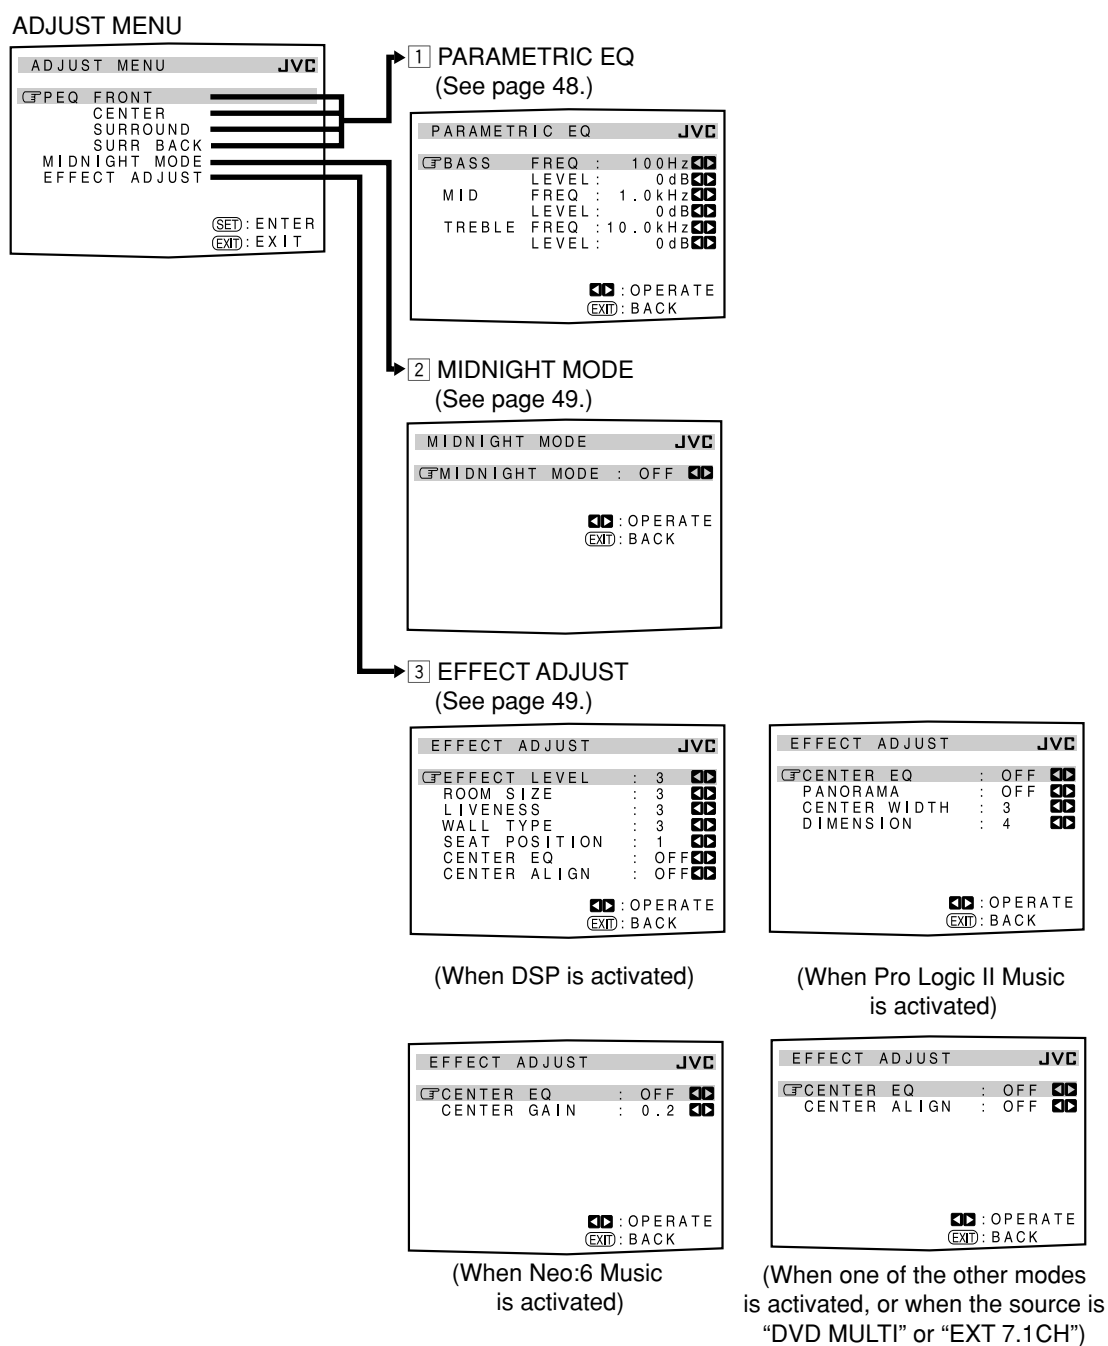 ADJUST MENU
ADJUST MENU JVC
PEQ FRONT
CENTER
SURROUND
SURR BACK
MIDNIGHT MODE
EFFECT ADJUST
SET : ENTER
EXIT : EXIT
1 PARAMETRIC EQ
(See page 48.)
PARAMETRIC EQ JVC
BASS FREQ : 100Hz
LEVEL : 0dB
MID FREQ : 1.0kHz
LEVEL : 0dB
TREBLE FREQ : 10.0kHz
LEVEL : 0dB
: OPERATE
EXIT : BACK
2 MIDNIGHT MODE
(See page 49.)
MIDNIGHT MODE JVC
MIDNIGHT MODE : OFF
: OPERATE
EXIT : BACK
3 EFFECT ADJUST
(See page 49.)
EFFECT ADJUST JVC
EFFECT LEVEL : 3
ROOM SIZE : 3
LIVENESS : 3
WALL TYPE : 3
SEAT POSITION : 1
CENTER EQ : OFF
CENTER ALIGN : OFF
: OPERATE
EXIT : BACK
(When DSP is activated)
EFFECT ADJUST JVC
CENTER EQ : OFF
PANORAMA : OFF
CENTER WIDTH : 3
DIMENSION : 4
: OPERATE
EXIT : BACK
(When Pro Logic II Music
is activated)
EFFECT ADJUST JVC
CENTER EQ : OFF
CENTER GAIN : 0.2
: OPERATE
EXIT : BACK
(When Neo:6 Music
is activated)
EFFECT ADJUST JVC
CENTER EQ : OFF
CENTER ALIGN : OFF
: OPERATE
EXIT : BACK
(When one of the other modes
is activated, or when the source is
“DVD MULTI” or “EXT 7.1CH”)